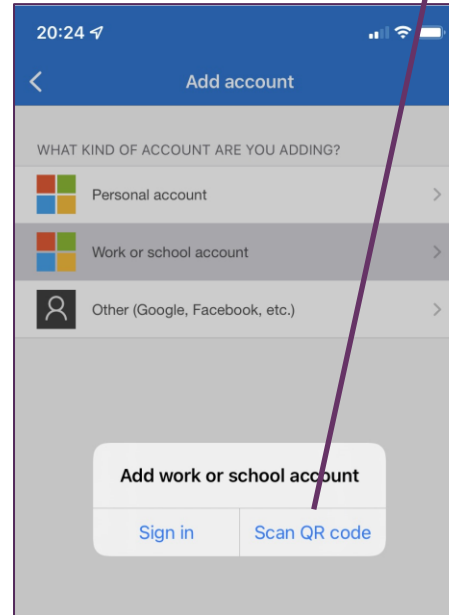 20:24
Add account
WHAT KIND OF ACCOUNT ARE YOU ADDING?
Personal account
Work or school account
Other (Google, Facebook, etc.)
Add work or school account
Sign in
Scan QR code